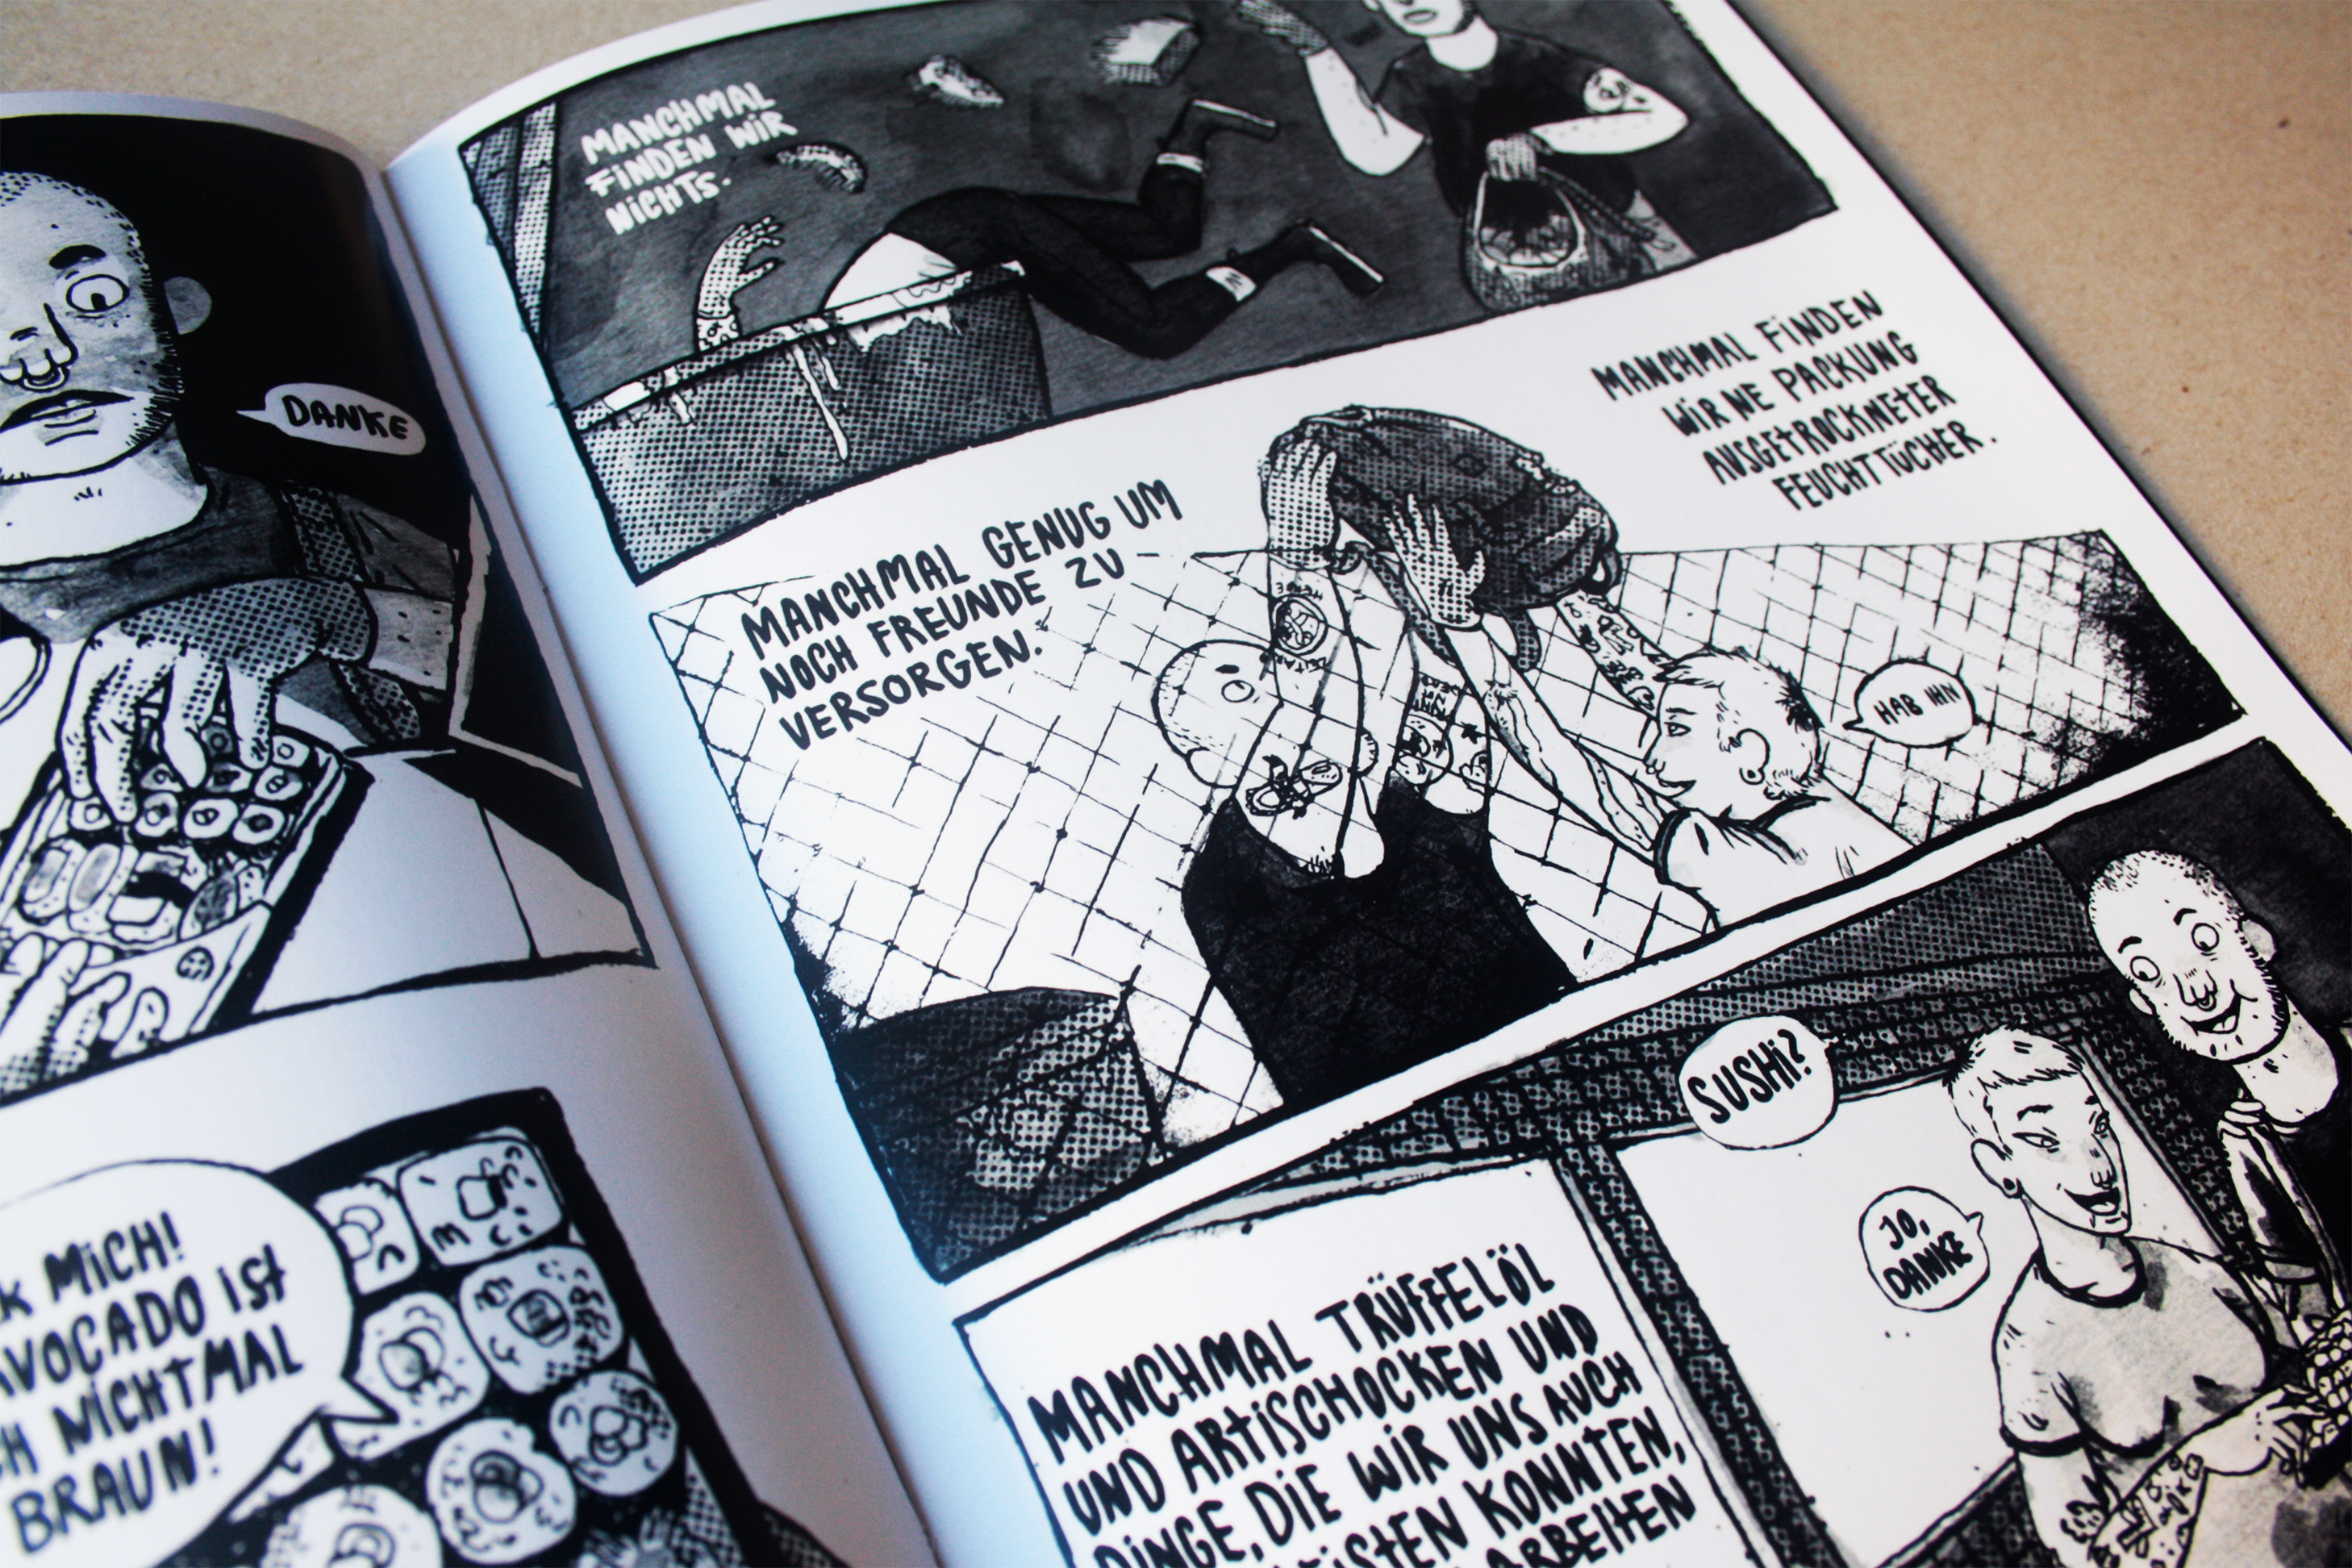 DANKE
MICH!
AVOCADO ist
NICHTMAL
BRAUN!
MANCHMAL
FINDEN WIR
NICHTS.
MANCHMAL FINDEN
WIR NE PACKUNG
AUSGETROCKNETER
FEUCHTTÜCHER.
MANCHMAL GENUG UM
NOCH FREUNDE ZU
VERSORGEN.
HAB IHN
SUSHI?
JO,
DANKE
MANCHMAL TRÜFFELÖL
UND ARTISCHOCKEN UND
DINGE, DIE WIR UNS AUCH
KONNTEN,
ARBEITEN